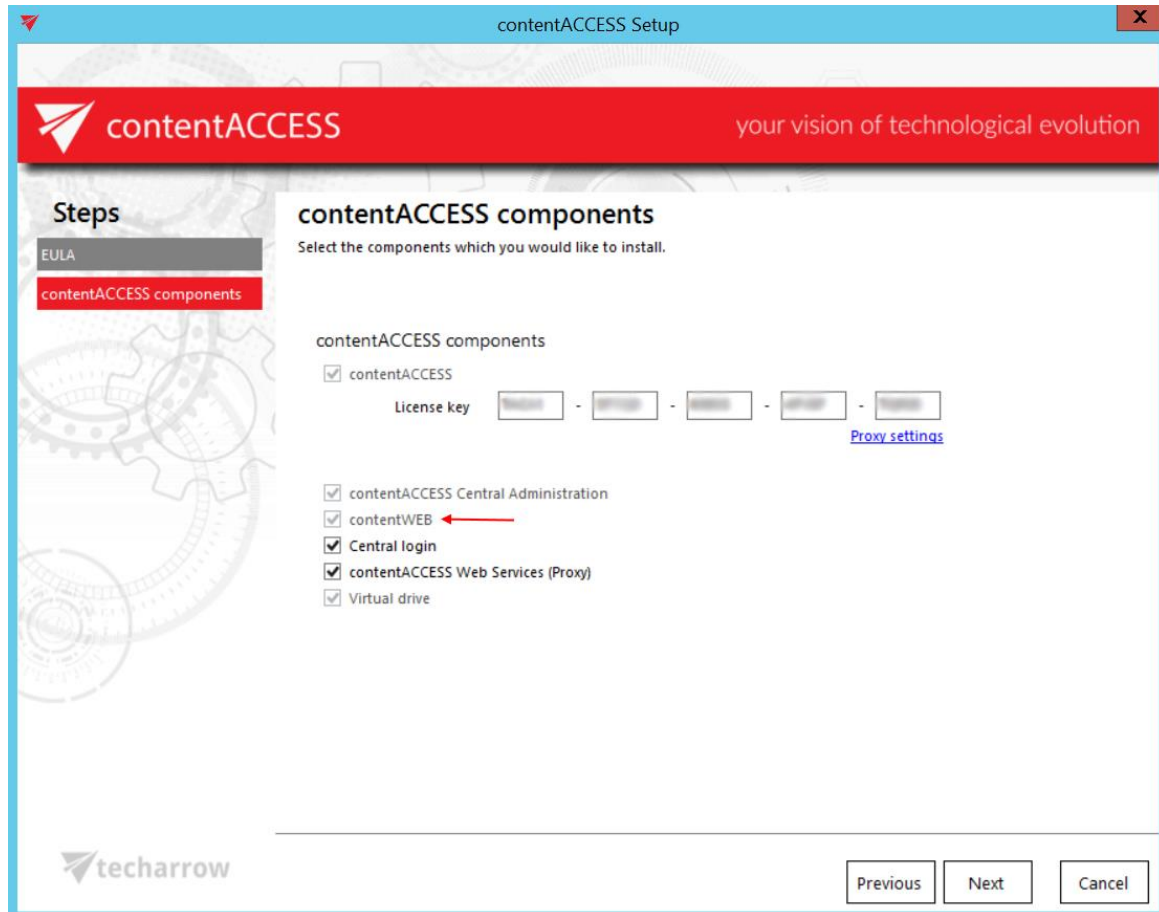 contentACCESS Setup
X
contentACCESS
your vision of technological evolution
Steps
EULA
contentACCESS components
contentACCESS components
Select the components which you would like to install.
contentACCESS components
contentACCESS
License key - - - -
Proxy settings
contentACCESS Central Administration
contentWEB
Central login
contentACCESS Web Services (Proxy)
Virtual drive
techarrow
Previous Next Cancel